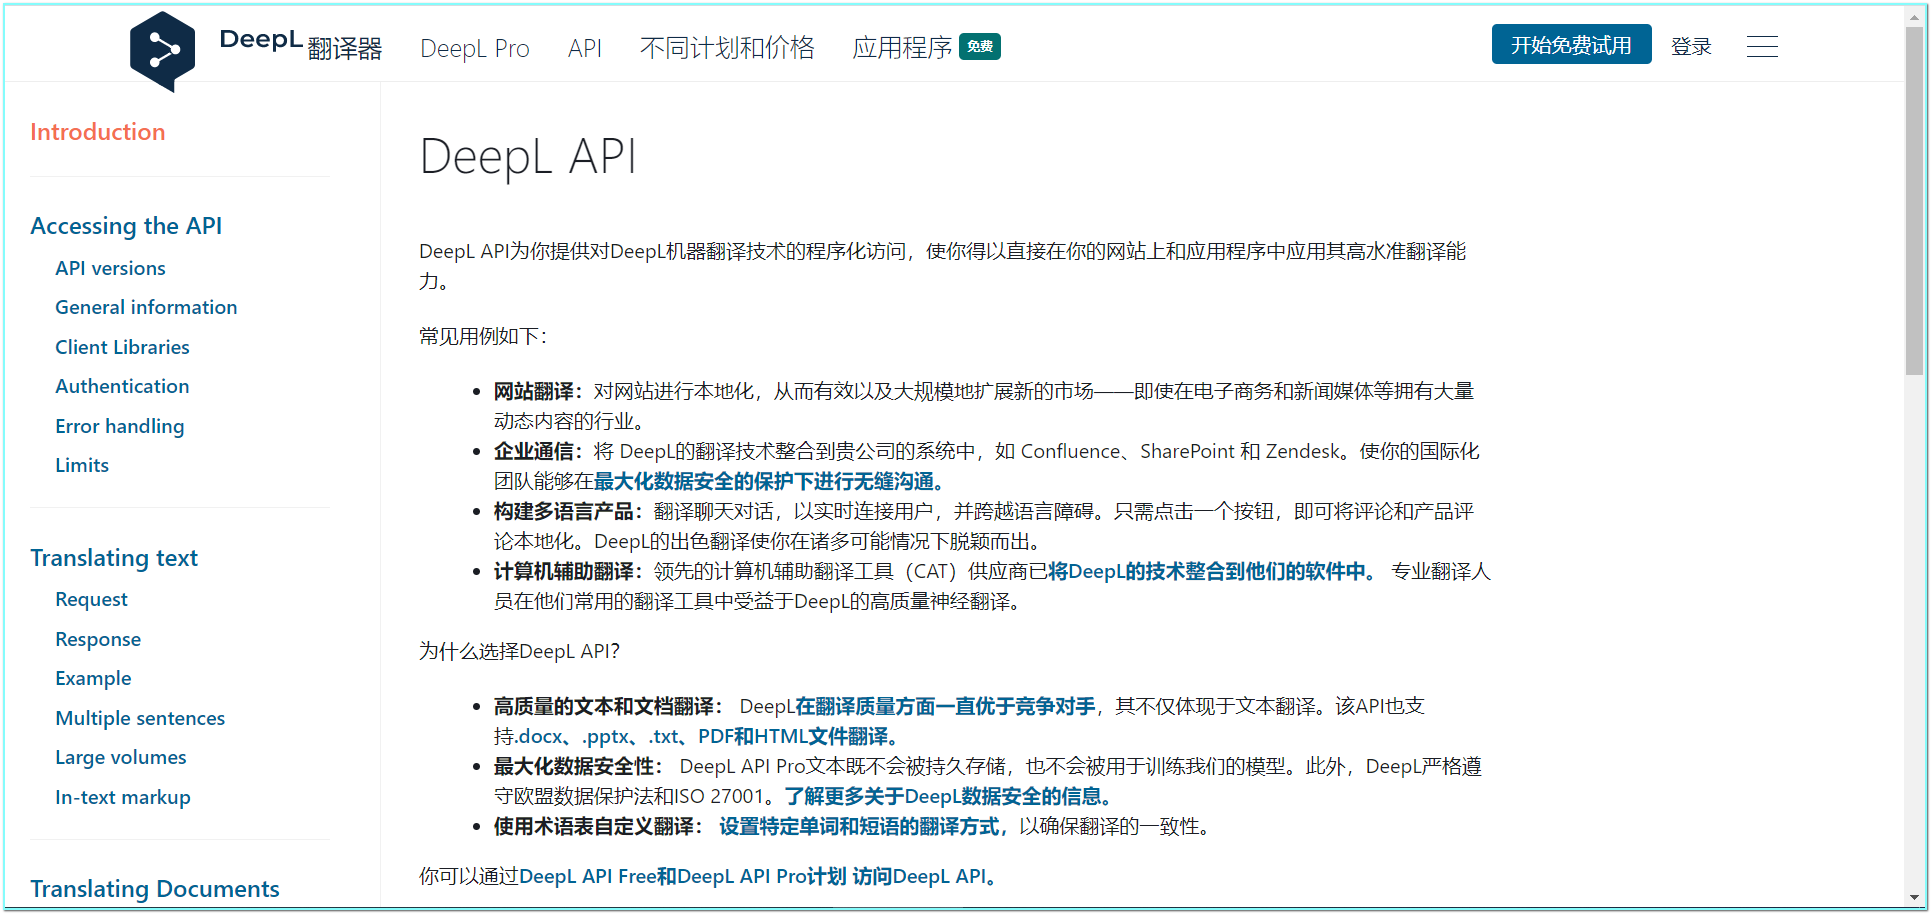 DeepL 翻译器 DeepL Pro API 不同计划和价格 应用程序 免费 开始免费试用 登录
Introduction
Accessing the API
API versions
General information
Client Libraries
Authentication
Error handling
Limits
Translating text
Request
Response
Example
Multiple sentences
Large volumes
In-text markup
Translating Documents
DeepL API
DeepL API为你提供对DeepL机器翻译技术的程序化访问，使你得以直接在你的网站上和应用程序中应用其高水准翻译能
力。
常见用例如下：
• 网站翻译：对网站进行本地化，从而有效以及大规模地扩展新的市场——即使在电子商务和新闻媒体等拥有大量
动态内容的行业。
• 企业通信：将 DeepL的翻译技术整合到贵公司的系统中，如 Confluence、SharePoint 和 Zendesk。使你的国际化
团队能够在最大化数据安全的保护下进行无缝沟通。
• 构建多语言产品：翻译聊天对话，以实时连接用户，并跨越语言障碍。只需点击一个按钮，即可将评论和产品评
论本地化。DeepL的出色翻译使你在诸多可能情况下脱颖而出。
• 计算机辅助翻译：领先的计算机辅助翻译工具（CAT）供应商已将DeepL的技术整合到他们的软件中。 专业翻译人
员在他们常用的翻译工具中受益于DeepL的高质量神经翻译。
为什么选择DeepL API？
• 高质量的文本和文档翻译： DeepL在翻译质量方面一直优于竞争对手，其不仅体现于文本翻译。该API也支
持.docx、.pptx、.txt、PDF和HTML文件翻译。
• 最大化数据安全性： DeepL API Pro文本既不会被持久存储，也不会被用于训练我们的模型。此外，DeepL严格遵
守欧盟数据保护法和ISO 27001。了解更多关于DeepL数据安全的信息。
• 使用术语表自定义翻译： 设置特定单词和短语的翻译方式，以确保翻译的一致性。
你可以通过DeepL API Free和DeepL API Pro计划 访问DeepL API。